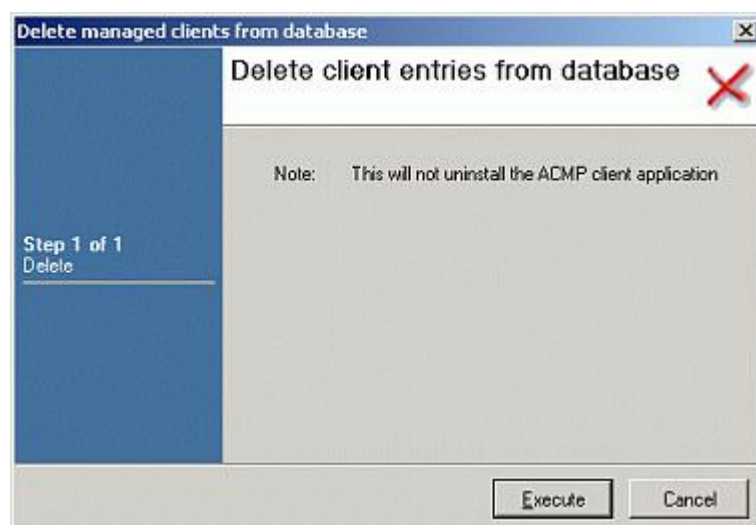 Delete managed clients from database
Delete client entries from database
Note: This will not uninstall the ACMP client application
Step 1 of 1
Delete
Execute Cancel